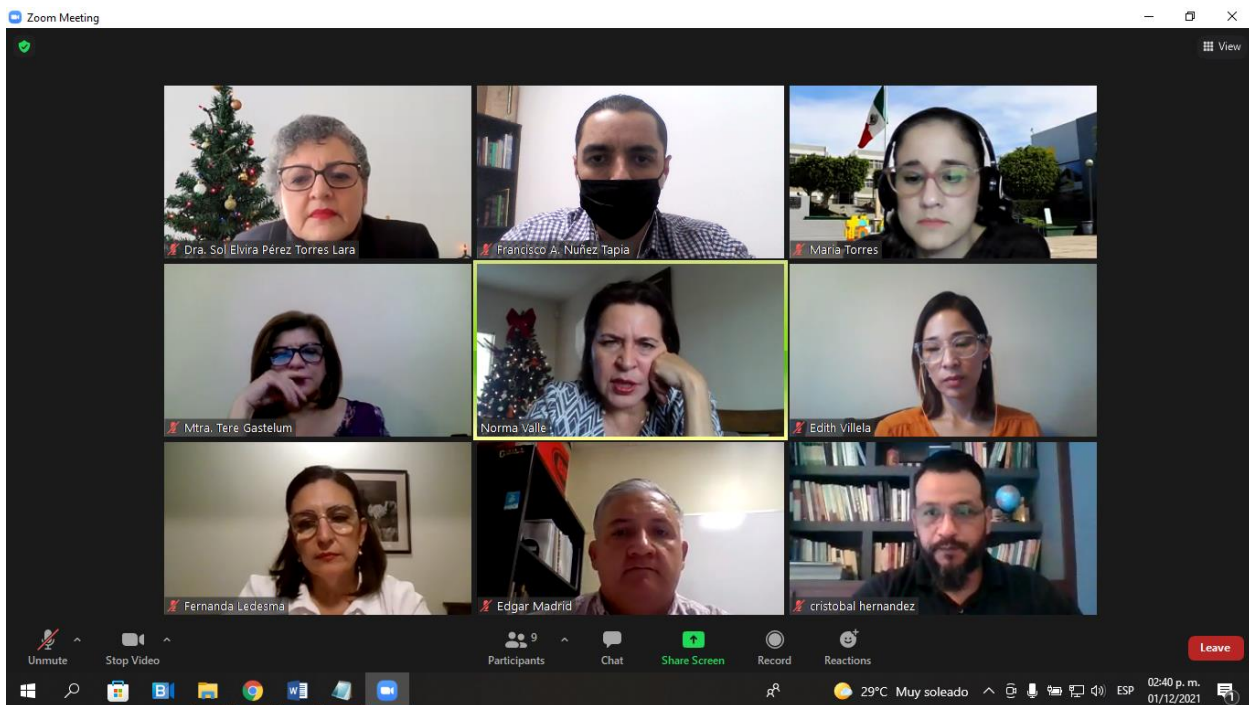 Zoom Meeting
View
Dra. Sol Elvira Pérez Torres Lara
Francisco A. Nuñez Tapia
Maria Torres
Mtra. Tere Gastelum
Norma Valle
Edith Villela
Fernanda Ledesma
Edgar Madrid
cristobal hernandez
Unmute
Stop Video
9
Participants
Chat
Share Screen
Record
Reactions
Leave
29°C Muy soleado
ESP
02:40 p. m.
01/12/2021
1